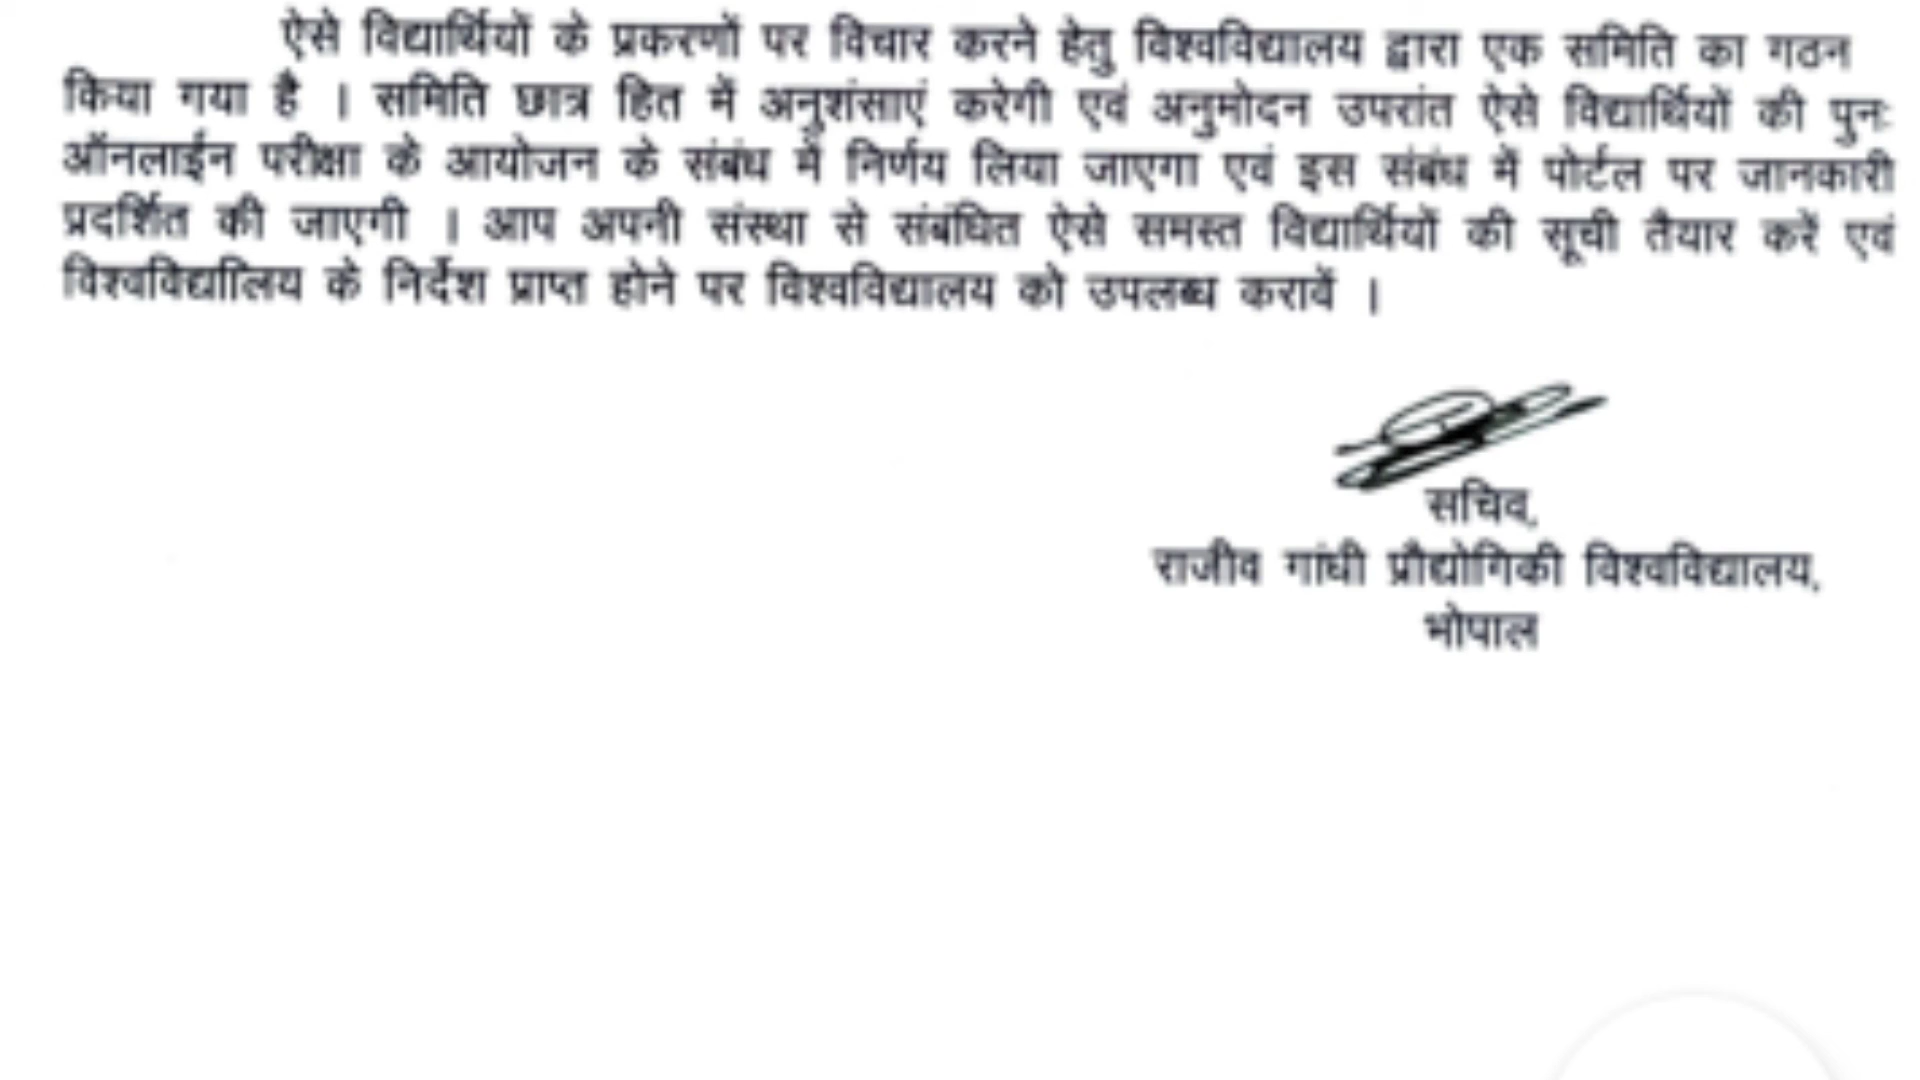 ऐसे विद्यार्थियों के प्रकरणों पर विचार करने हेतु विश्वविद्यालय द्वारा एक समिति का गठन
किया गया है । समिति छात्र हित में अनुशंसाएं करेगी एवं अनुमोदन उपरांत ऐसे विद्यार्थियों की पुनः
ऑनलाईन परीक्षा के आयोजन के संबंध में निर्णय लिया जाएगा एवं इस संबंध में पोर्टल पर जानकारी
प्रदर्शित की जाएगी । आप अपनी संस्था से संबंधित ऐसे समस्त विद्यार्थियों की सूची तैयार करें एवं
विश्वविद्यालिय के निर्देश प्राप्त होने पर विश्वविद्यालय को उपलब्ध करावें ।
सचिव,
राजीव गांधी प्रौद्योगिकी विश्वविद्यालय,
भोपाल